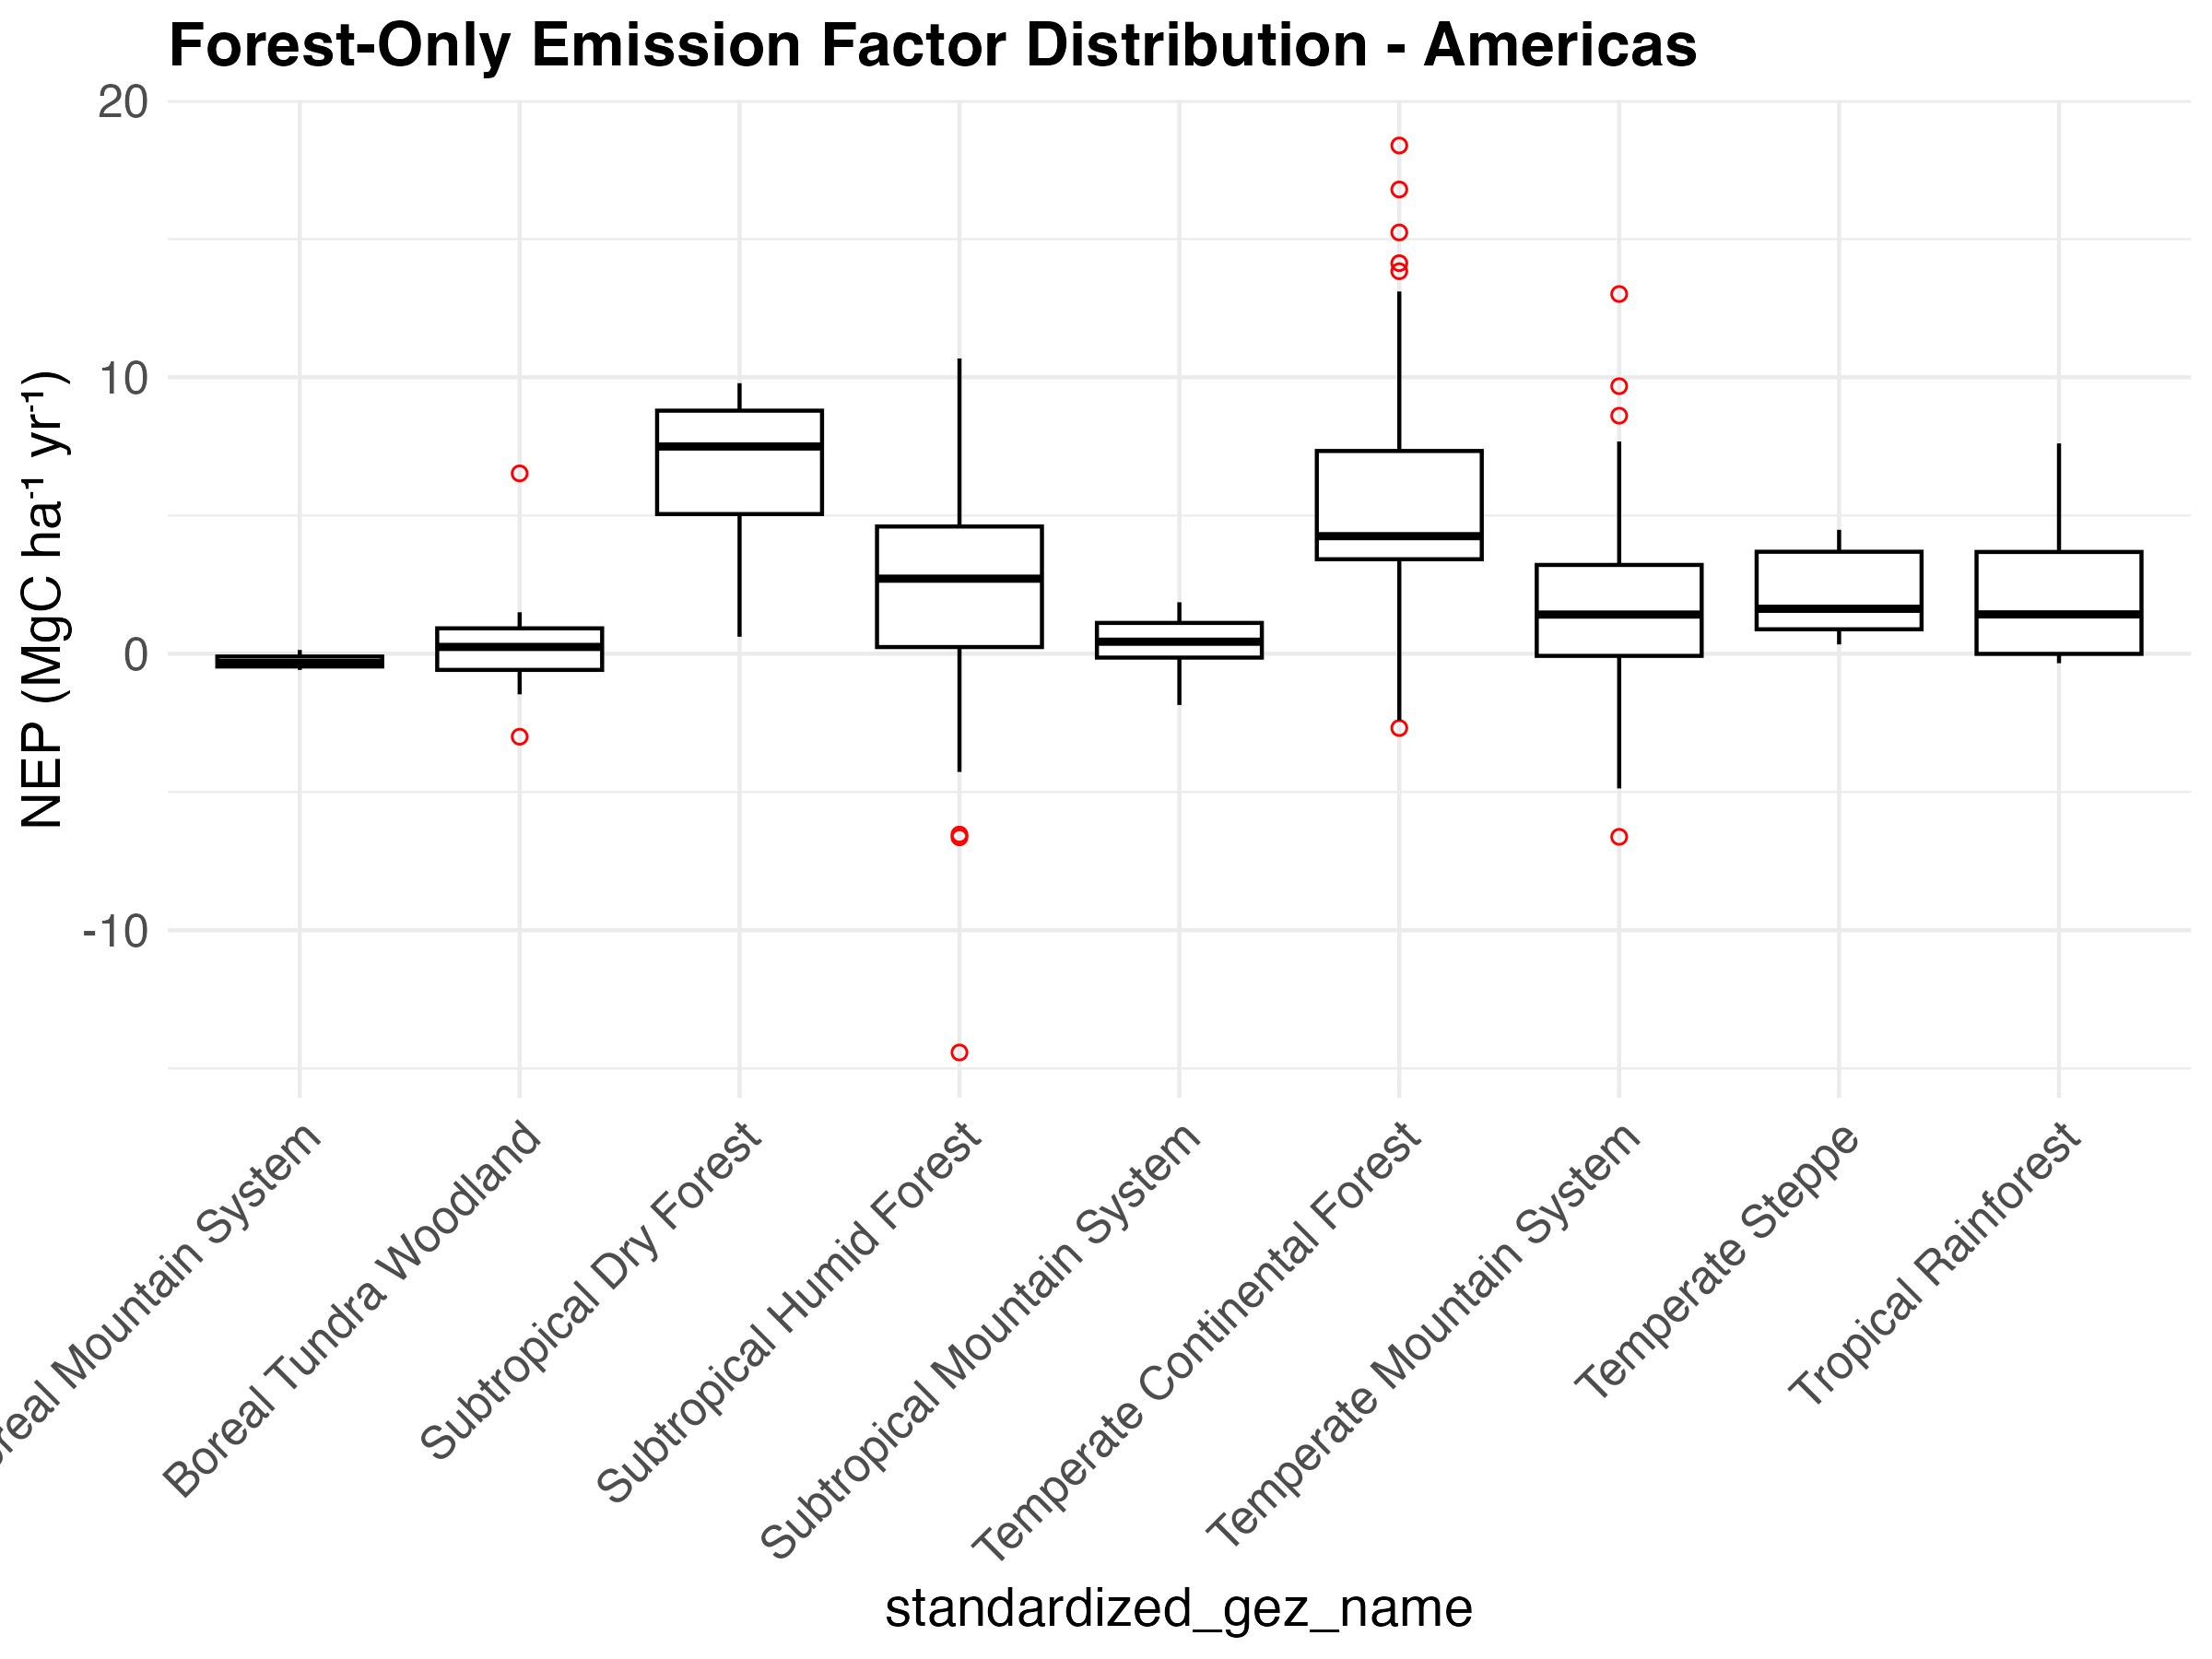 Forest-Only Emission Factor Distribution - Americas
20
10
0
-10
NEP (MgC ha⁻¹ yr⁻¹)
Mountain System
Boreal Tundra Woodland
Subtropical Dry Forest
Subtropical Humid Forest
Subtropical Mountain System
Temperate Continental Forest
Temperate Mountain System
Temperate Steppe
Tropical Rainforest
standardized_gez_name